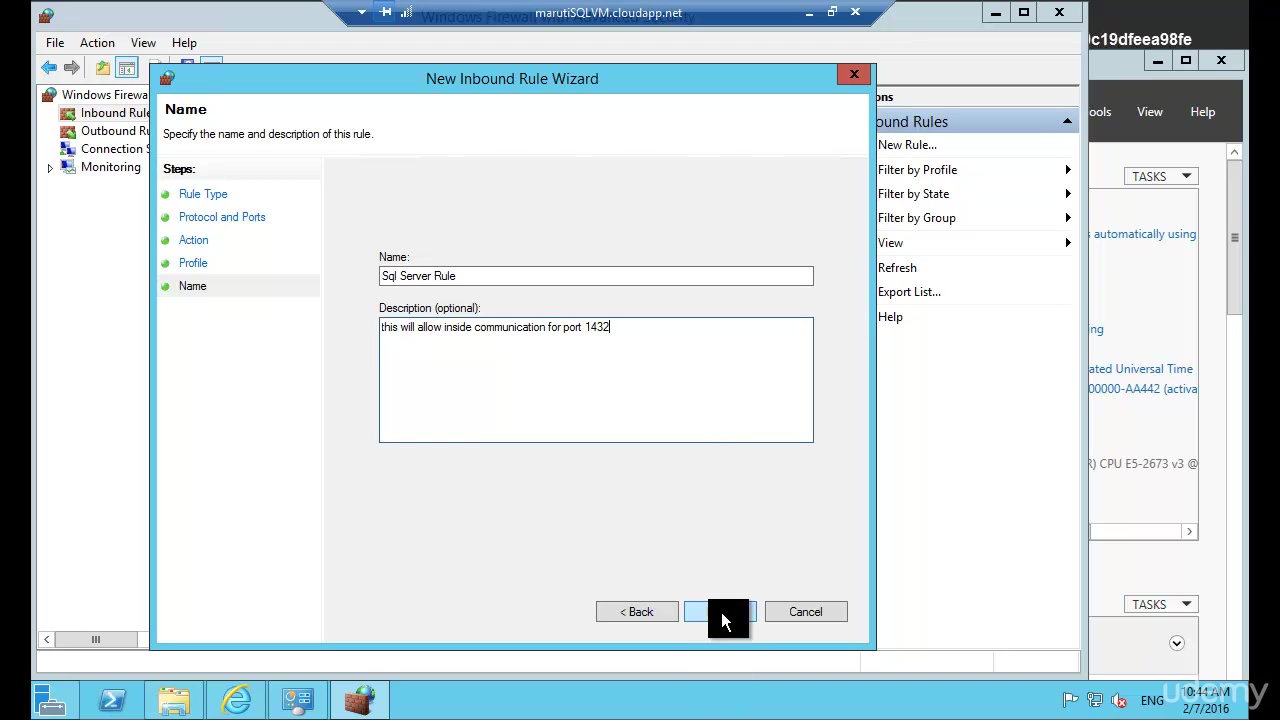 marutiSQLVM.cloudapp.net
Windows Firewall with Advanced Security
0c19dfeea98fe
File Action View Help
New Inbound Rule Wizard
Name
Specify the name and description of this rule.
Steps:
Rule Type
Protocol and Ports
Action
Profile
Name
Name:
Sql Server Rule
Description (optional):
this will allow inside communication for port 1432
< Back
Cancel
Windows Firewa
Inbound Rule
Outbound Ru
Connection S
Monitoring
ons
ound Rules
New Rule...
Filter by Profile
Filter by State
Filter by Group
View
Refresh
Export List...
Help
ools View Help
TASKS
s automatically using
ing
ated Universal Time
00000-AA442 (activa
R) CPU E5-2673 v3 @
TASKS
ENG
10:44 AM
2/7/2016
udemy